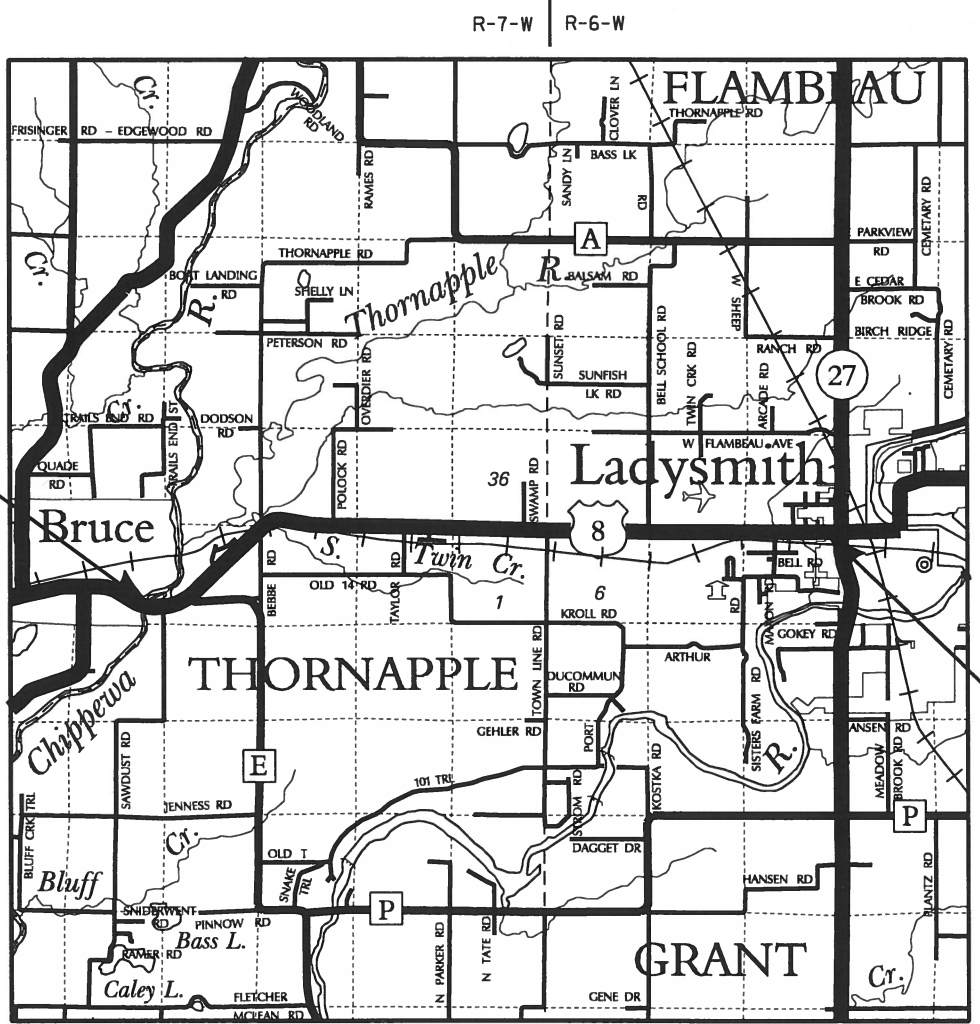 R-7-W R-6-W
FLAMBEAU
Cr.
WOODLAND
RD
CLOVER LN
THORNAPPLE RD
FRISINGER RD – EDGEWOOD RD
RAMES RD
SANDY LN
BASS LK
RD
CEMETARY RD
PARKVIEW
RD
A
THORNAPPLE RD
Cr.
BOAT LANDING
RD
R.
SHELLY LN
Thornapple R.
BALSAM RD
W SHEEP
RANCH RD
E CEDAR
BROOK RD
BIRCH RIDGE
CEMETARY RD
PETERSON RD
OVERDIER RD
SUNSET RD
SUNFISH
LK RD
BELL SCHOOL RD
TWIN CRK RD
ARCADE RD
27
Cr.
TRAILS END RD
TRAILS END ST
DODSON
RD
W FLAMBEAU AVE
Ladysmith
QUADE
RD
POLOCK RD
36
SWAMP RD
Bruce
8
S. Twin Cr.
BEBBE RD
OLD 14 RD
TAYLOR RD
1
6
KROLL RD
BELL RD
RD
MASON RD
GOKEY RD
ARTHUR
THORNAPPLE
TOWN LINE RD
DUCOMMUN
RD
SISTERS FARM RD
R.
Chippewa
SAWDUST RD
GEHLER RD
PORT
KOSTKA RD
HANSEN RD
MEADOW
BROOK RD
E
101 TRL
STROM RD
BLUFF CRK TRL
JENNESS RD
P
Cr.
DAGGET DR
OLD T
SNAKE
TRL
HANSEN RD
PLANTZ RD
Bluff
P
SNIDERWENT
RD
PINNOW RD
Bass L.
RAMER RD
N PARKER RD
N TATE RD
GRANT
Caley L.
FLETCHER
GENE DR
Cr.
MCLEAN RD